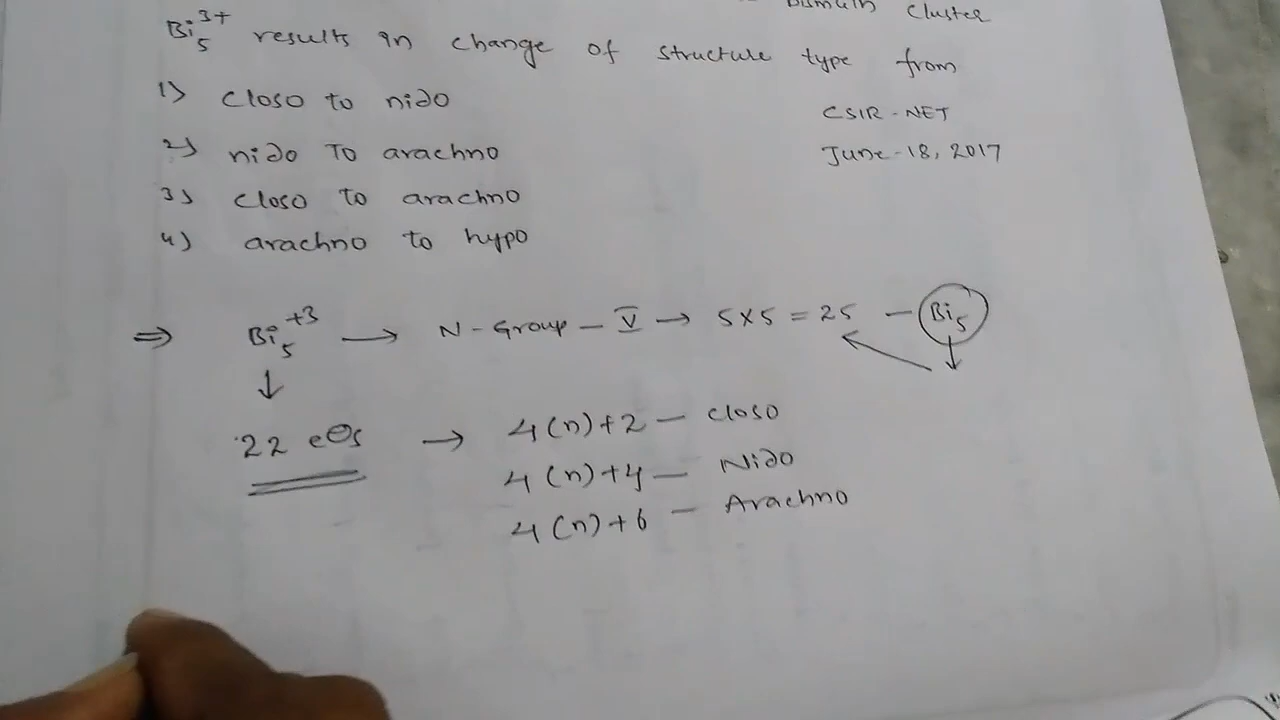 Bismuth cluster
Bi₅³⁺ results in change of structure type from
1) closo to nido
CSIR-NET
2) nido To arachno
June-18, 2017
3) closo to arachno
4) arachno to hypo
⇒ Bi₅⁺³ → N-Group-V → 5×5=25 - Bi₅
↓
22 e⊖s → 4(n)+2 - closo
4(n)+4 - Nido
4(n)+6 - Arachno